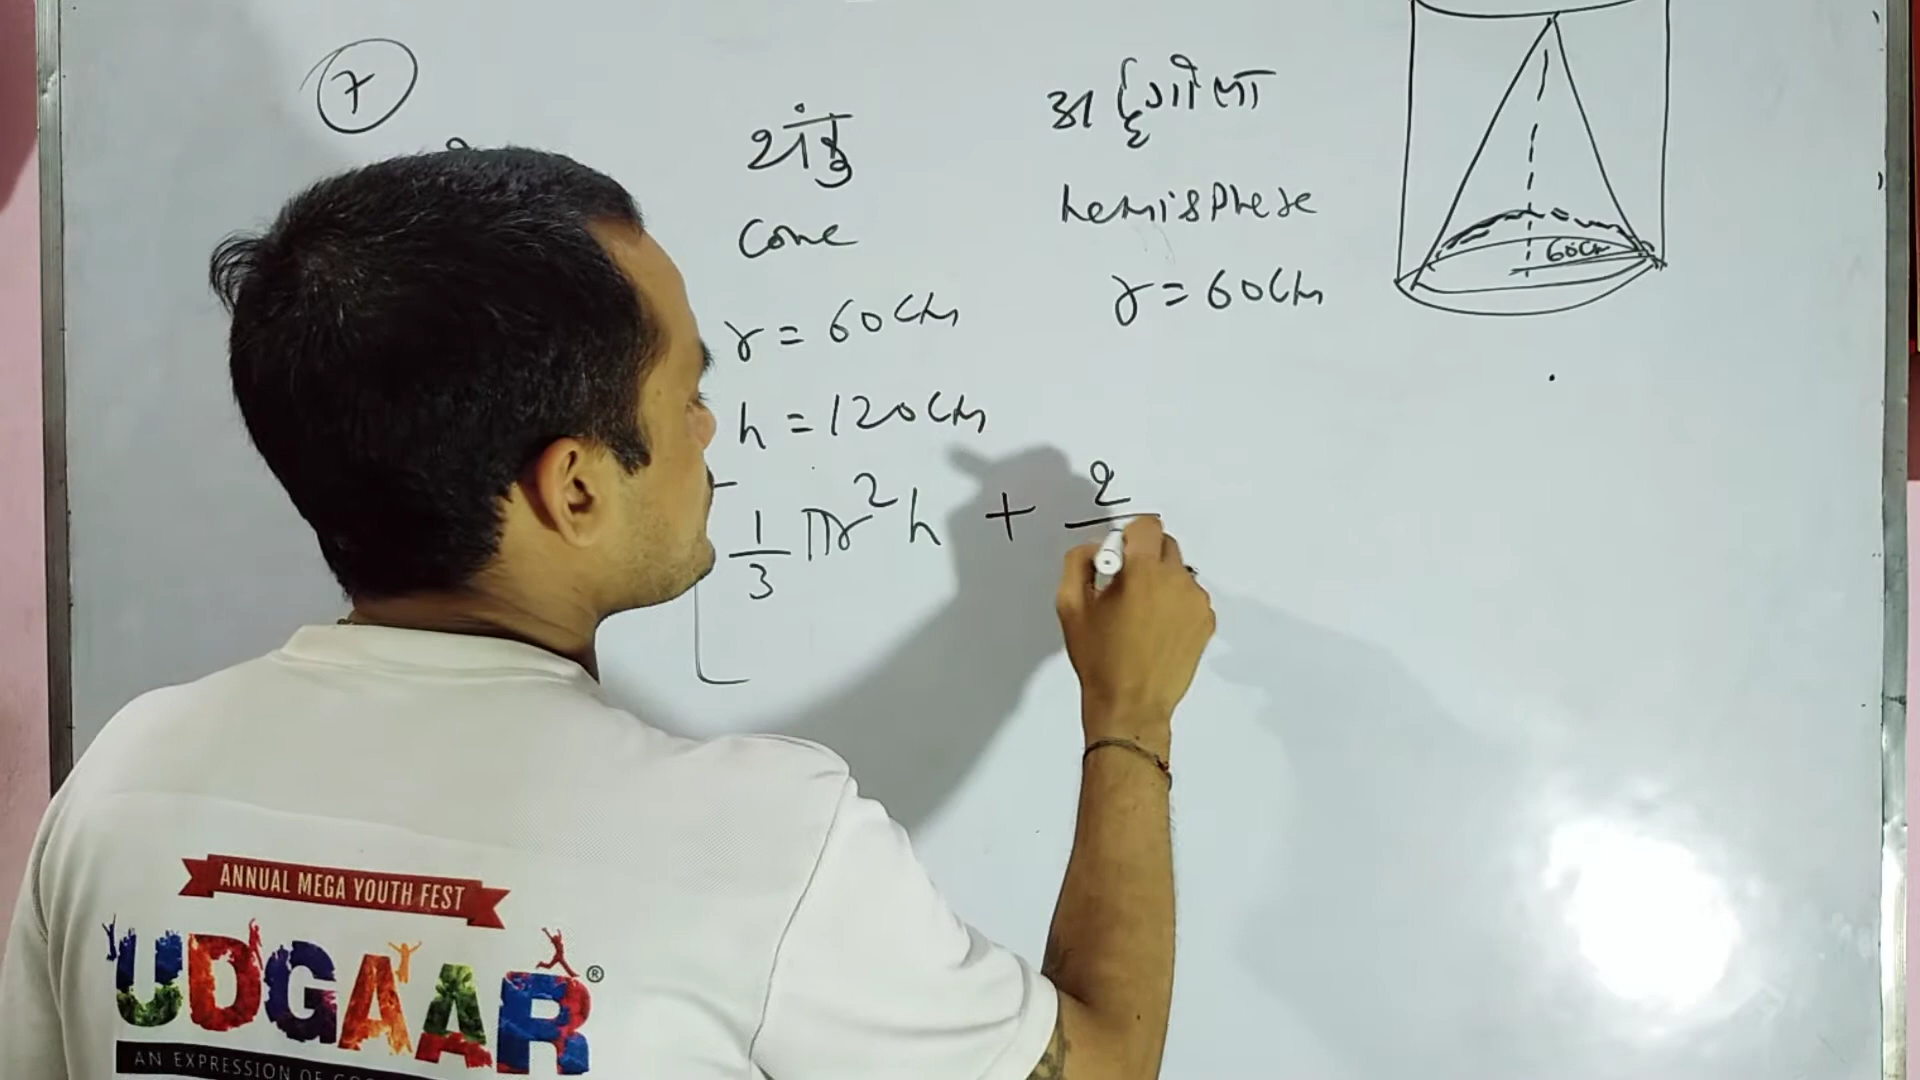 7
શંકુ
અર્દ્ધગોલા
Cone
hemisphere
r = 60cm
r = 60cm
60cm
h = 120cm
1/3 πr²h + 2
ANNUAL MEGA YOUTH FEST
UDGAAR®
AN EXPRESSION OF